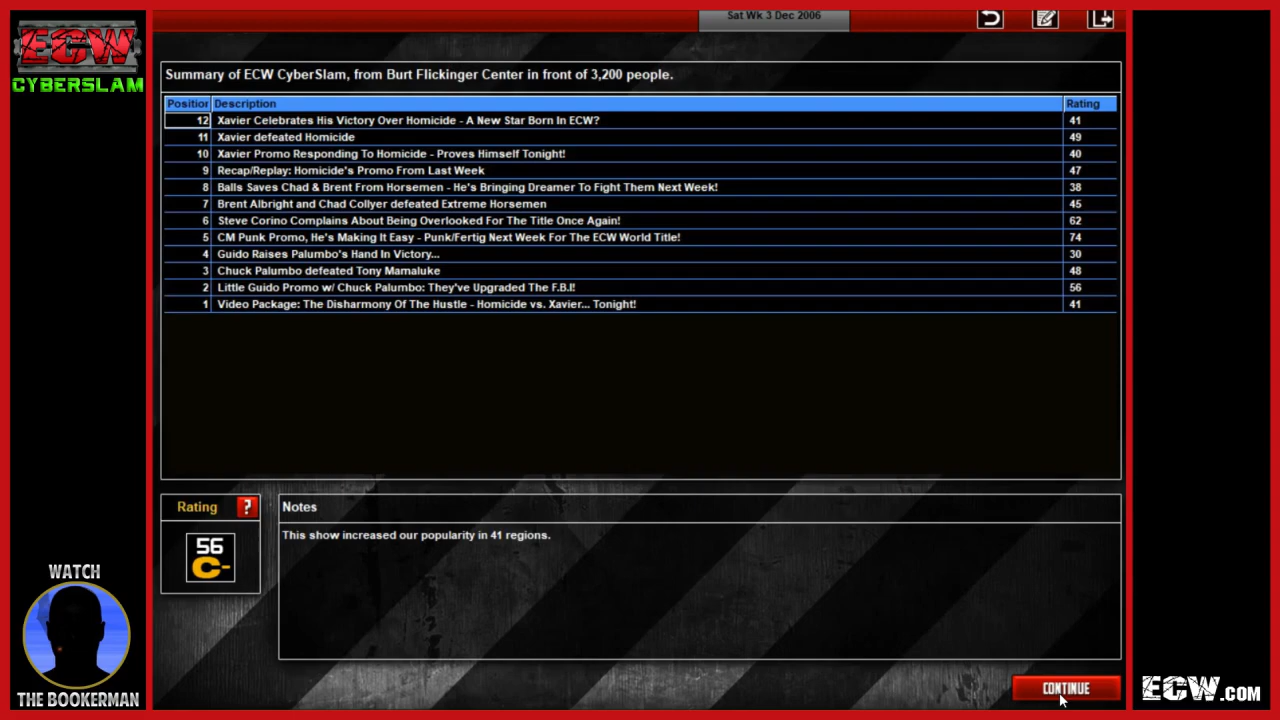 ECW
CYBERSLAM
Sat Wk 3 Dec 2006
Summary of ECW CyberSlam, from Burt Flickinger Center in front of 3,200 people.
Position Description Rating
12 Xavier Celebrates His Victory Over Homicide - A New Star Born In ECW? 41
11 Xavier defeated Homicide 49
10 Xavier Promo Responding To Homicide - Proves Himself Tonight! 40
9 Recap/Replay: Homicide's Promo From Last Week 47
8 Balls Saves Chad & Brent From Horsemen - He's Bringing Dreamer To Fight Them Next Week! 38
7 Brent Albright and Chad Collyer defeated Extreme Horsemen 45
6 Steve Corino Complains About Being Overlooked For The Title Once Again! 62
5 CM Punk Promo, He's Making It Easy - Punk/Fertig Next Week For The ECW World Title! 74
4 Guido Raises Palumbo's Hand In Victory... 30
3 Chuck Palumbo defeated Tony Mamaluke 48
2 Little Guido Promo w/ Chuck Palumbo: They've Upgraded The F.B.I! 56
1 Video Package: The Disharmony Of The Hustle - Homicide vs. Xavier... Tonight! 41
Rating ?
56
C-
Notes
This show increased our popularity in 41 regions.
WATCH
THE BOOKERMAN
CONTINUE
ECW.COM